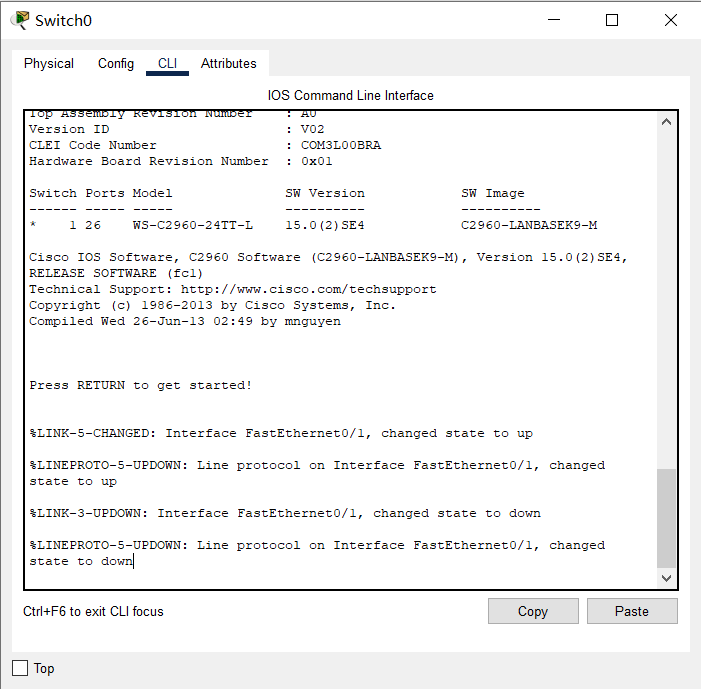 Switch0
Physical Config CLI Attributes
IOS Command Line Interface
Top Assembly Revision Number : A0
Version ID : V02
CLEI Code Number : COM3L00BRA
Hardware Board Revision Number : 0x01
Switch Ports Model SW Version SW Image
------ ----- ----- ---------- ----------
* 1 26 WS-C2960-24TT-L 15.0(2)SE4 C2960-LANBASEK9-M
Cisco IOS Software, C2960 Software (C2960-LANBASEK9-M), Version 15.0(2)SE4,
RELEASE SOFTWARE (fc1)
Technical Support: http://www.cisco.com/techsupport
Copyright (c) 1986-2013 by Cisco Systems, Inc.
Compiled Wed 26-Jun-13 02:49 by mnguyen
Press RETURN to get started!
%LINK-5-CHANGED: Interface FastEthernet0/1, changed state to up
%LINEPROTO-5-UPDOWN: Line protocol on Interface FastEthernet0/1, changed
state to up
%LINK-3-UPDOWN: Interface FastEthernet0/1, changed state to down
%LINEPROTO-5-UPDOWN: Line protocol on Interface FastEthernet0/1, changed
state to down
Ctrl+F6 to exit CLI focus
Copy Paste
Top